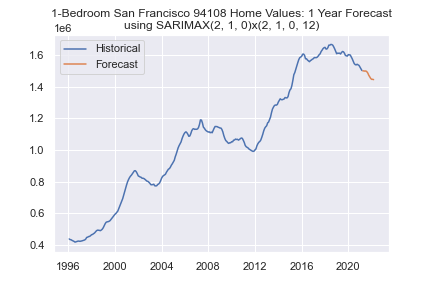 1-Bedroom San Francisco 94108 Home Values: 1 Year Forecast
using SARIMAX(2, 1, 0)x(2, 1, 0, 12)
1e6
Historical
Forecast
1.6
1.4
1.2
1.0
0.8
0.6
0.4
1996 2000 2004 2008 2012 2016 2020